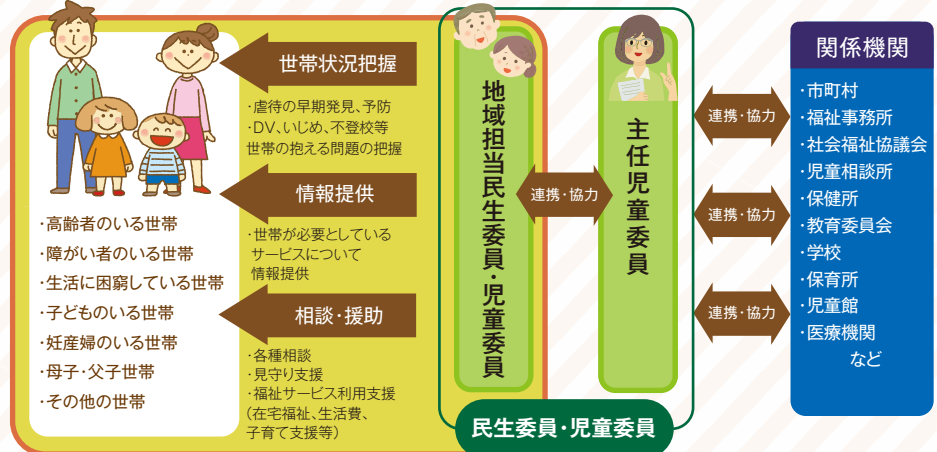 世帯状況把握
・虐待の早期発見、予防
・DV、いじめ、不登校等
世帯の抱える問題の把握
情報提供
・世帯が必要としている
サービスについて
情報提供
相談・援助
・各種相談
・見守り支援
・福祉サービス利用支援
（在宅福祉、生活費、
子育て支援等）
・高齢者のいる世帯
・障がい者のいる世帯
・生活に困窮している世帯
・子どものいる世帯
・妊産婦のいる世帯
・母子・父子世帯
・その他の世帯
地域担当民生委員・児童委員
連携・協力
主任児童委員
民生委員・児童委員
連携・協力
連携・協力
連携・協力
関係機関
・市町村
・福祉事務所
・社会福祉協議会
・児童相談所
・保健所
・教育委員会
・学校
・保育所
・児童館
・医療機関
など